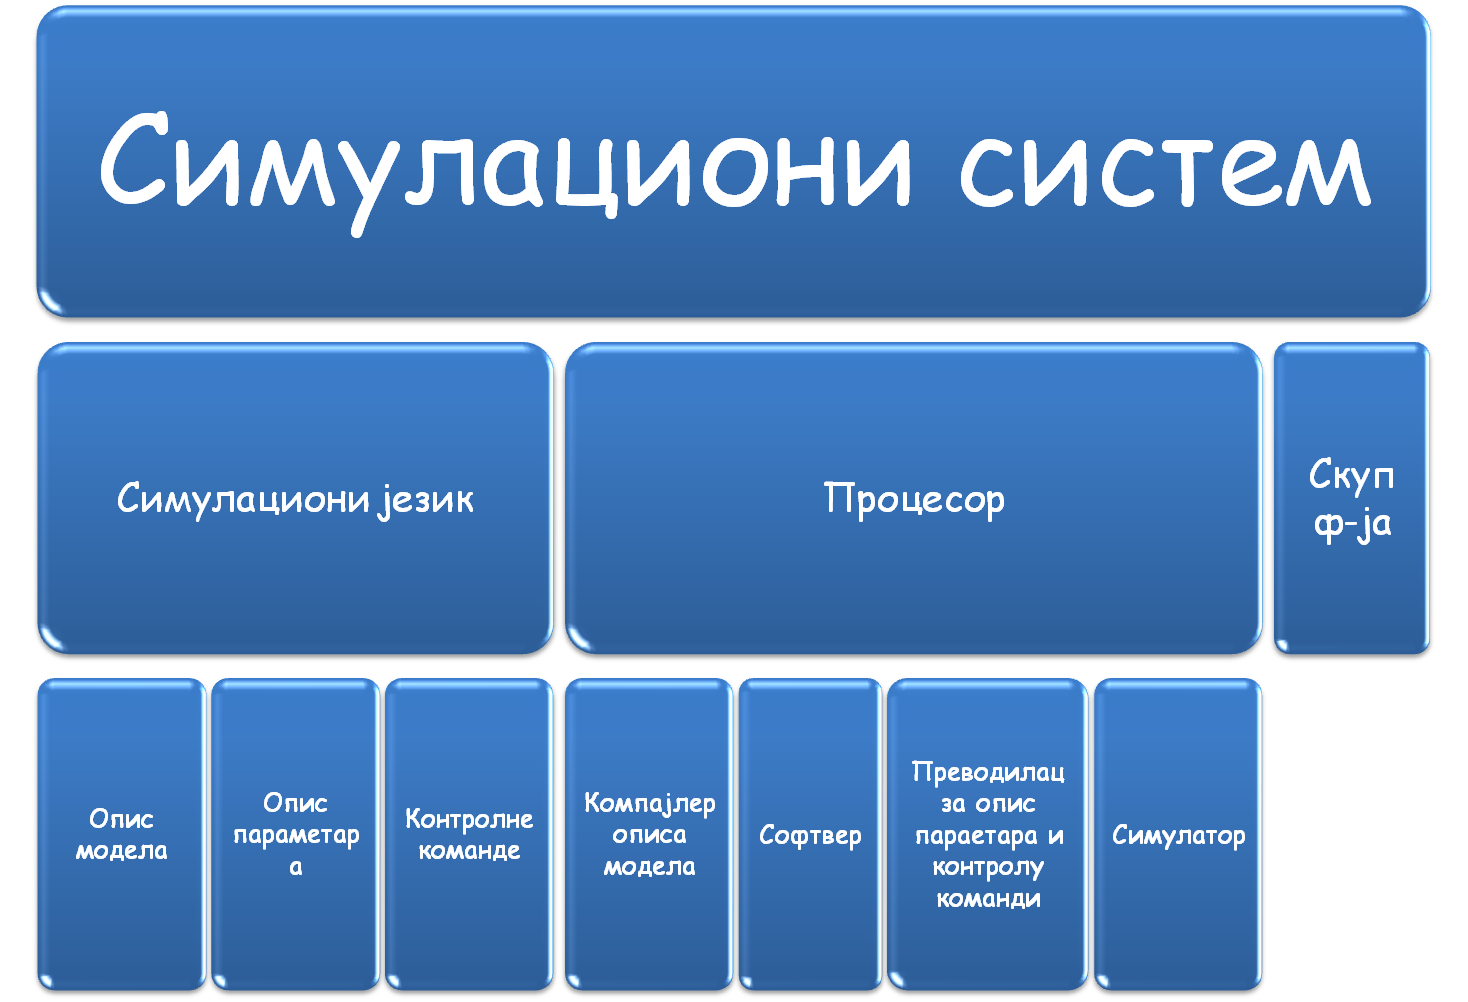 Симулациони систем
Симулациони језик
Процесор
Скуп
ф-ја
Опис
модела
Опис
параметар
а
Контролне
команде
Компајлер
описа
модела
Софтвер
Преводилац
за опис
параетара и
контролу
команди
Симулатор